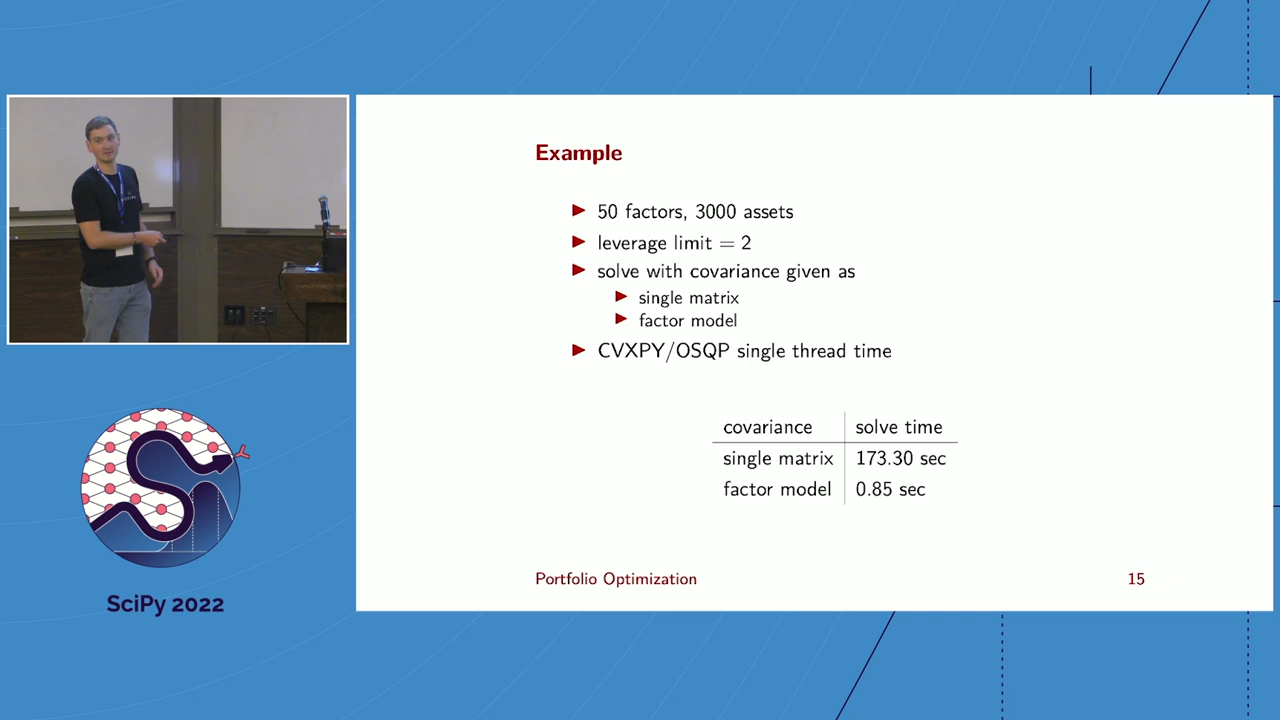 Example
▶ 50 factors, 3000 assets
▶ leverage limit = 2
▶ solve with covariance given as
▶ single matrix
▶ factor model
▶ CVXPY/OSQP single thread time
covariance solve time
single matrix 173.30 sec
factor model 0.85 sec
Portfolio Optimization 15
SciPy 2022